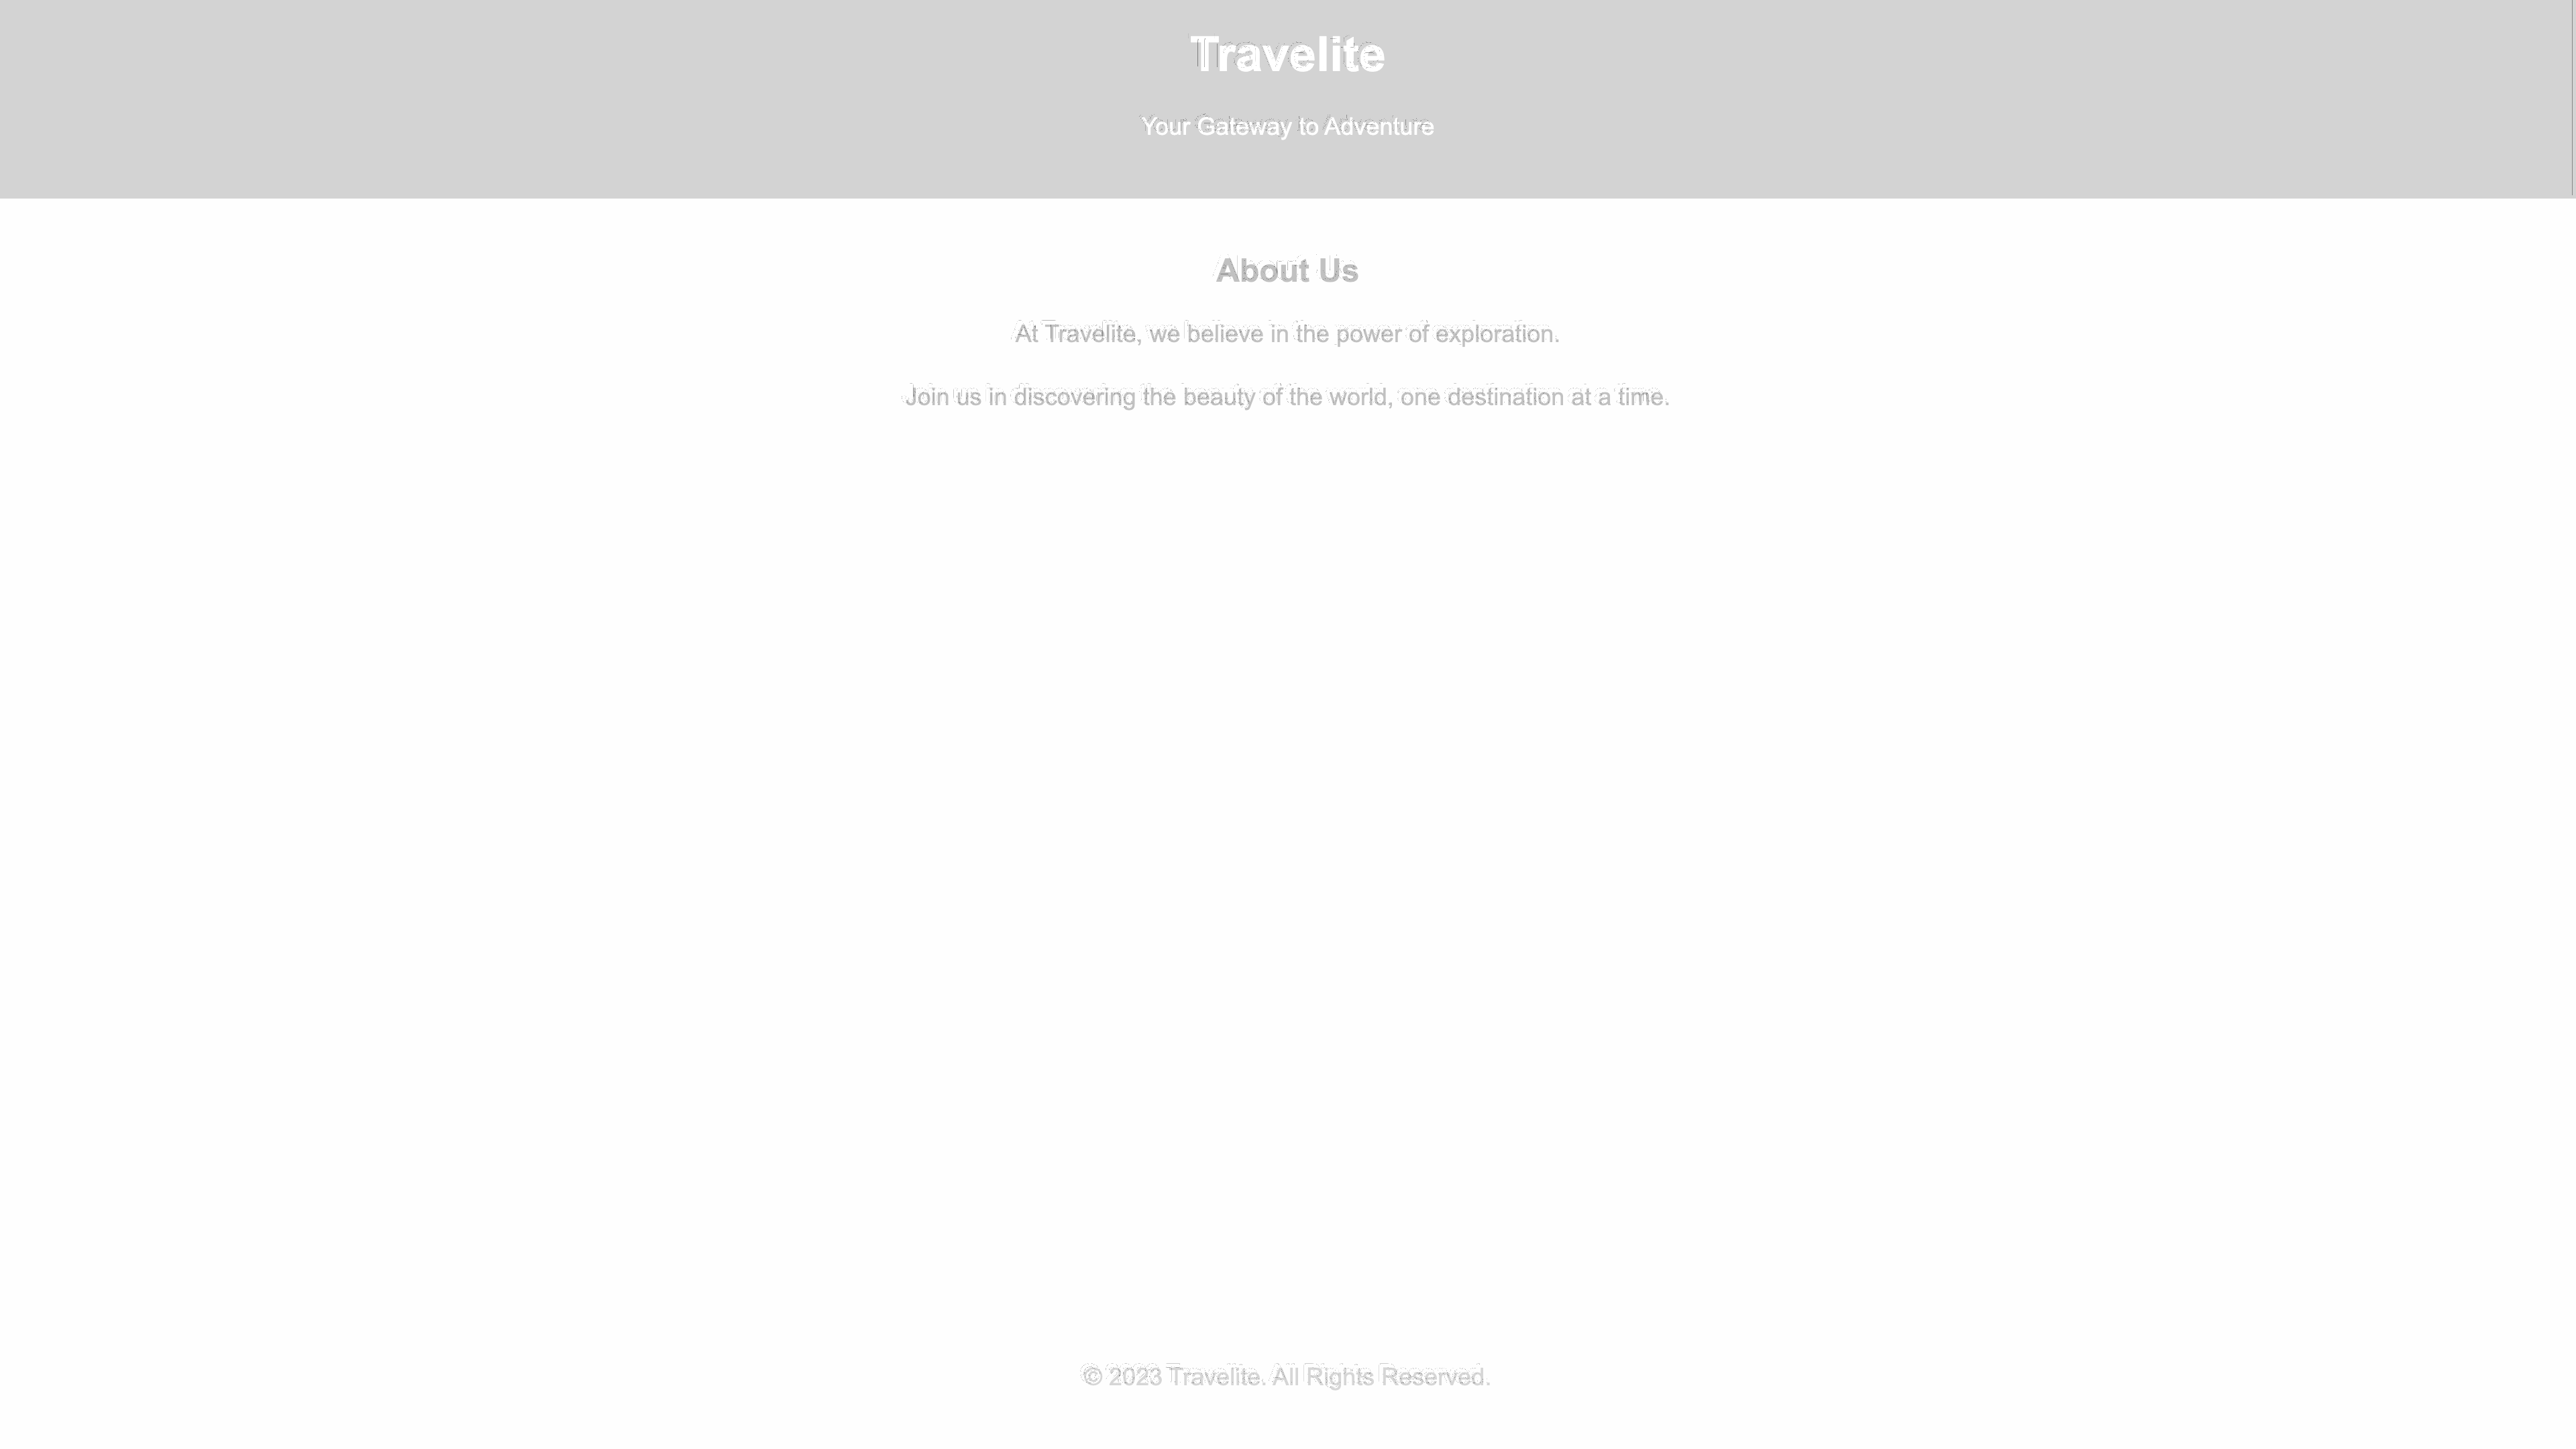 Travelite
Your Gateway to Adventure
About Us
At Travelite, we believe in the power of exploration.
Join us in discovering the beauty of the world, one destination at a time.
© 2023 Travelite. All Rights Reserved.